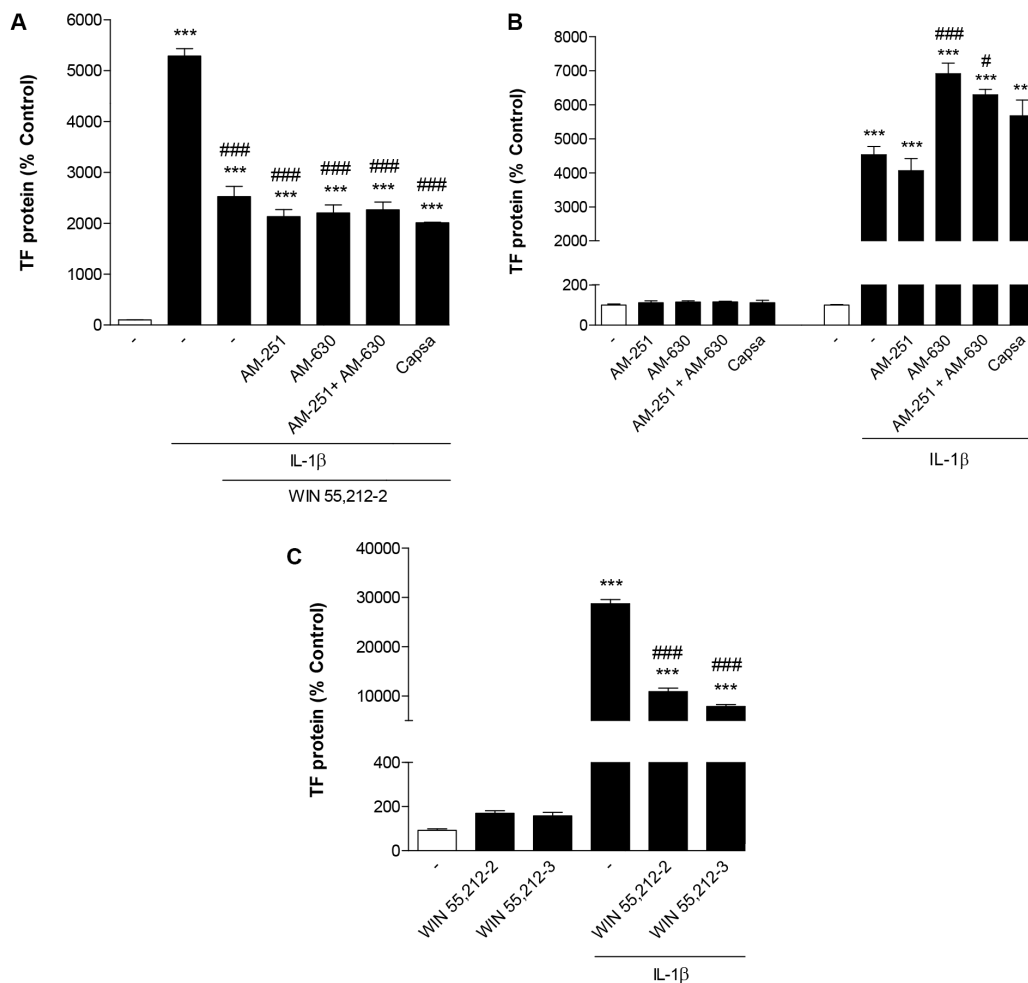 A
TF protein (% Control)
6000
5000
4000
3000
2000
1000
0
***
###
***
###
***
###
***
###
***
###
***
-
-
-
AM-251
AM-630
AM-251+ AM-630
Capsa
IL-1β
WIN 55,212-2
B
TF protein (% Control)
8000
7000
6000
5000
4000
3000
2000
200
100
0
***
***
###
***
#
***
**
-
AM-251
AM-630
AM-251 + AM-630
Capsa
-
-
AM-251
AM-630
AM-251 + AM-630
Capsa
IL-1β
C
TF protein (% Control)
40000
30000
20000
10000
400
200
0
***
###
***
###
***
-
WIN 55,212-2
WIN 55,212-3
-
WIN 55,212-2
WIN 55,212-3
IL-1β